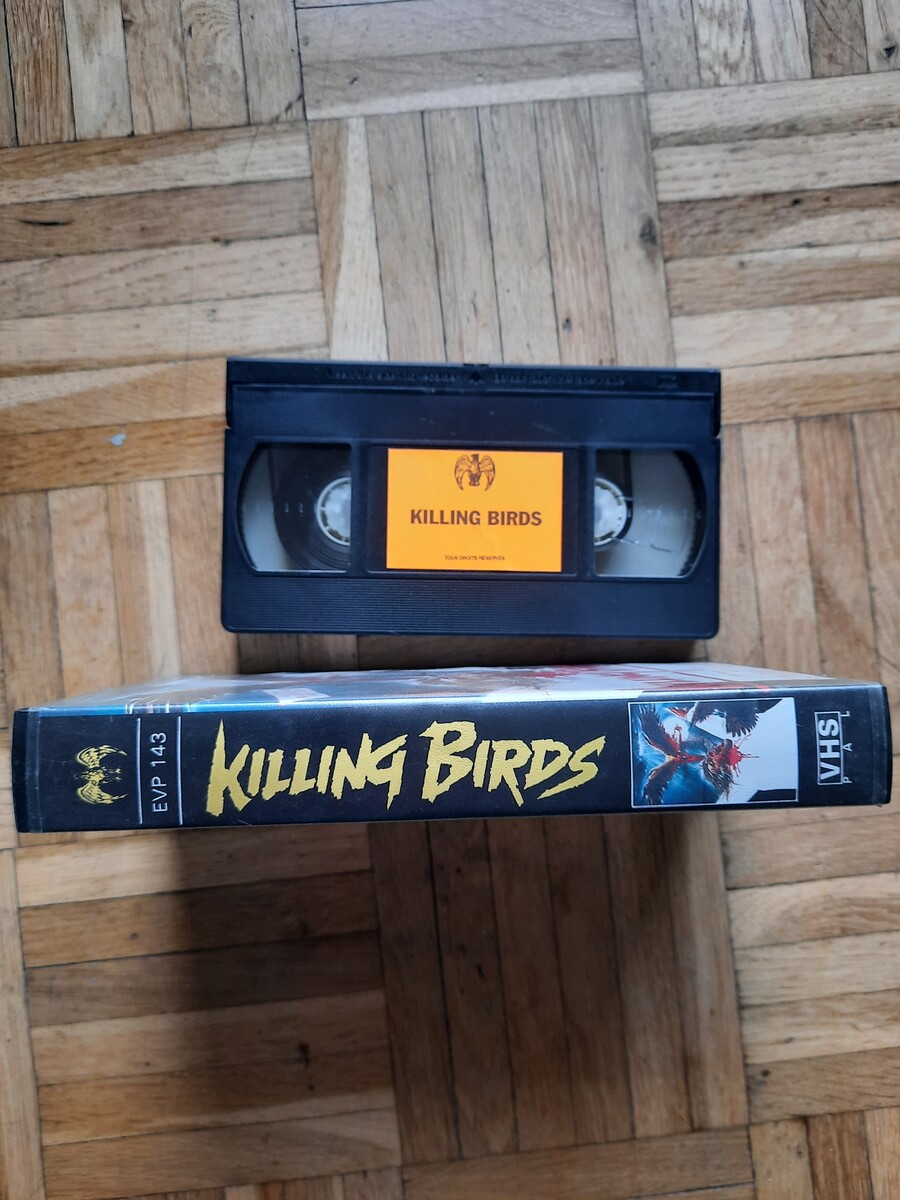 KILLING BIRDS
TOUS DROITS RÉSERVÉS
EVP 143
KILLING BIRDS
VHS
PAL